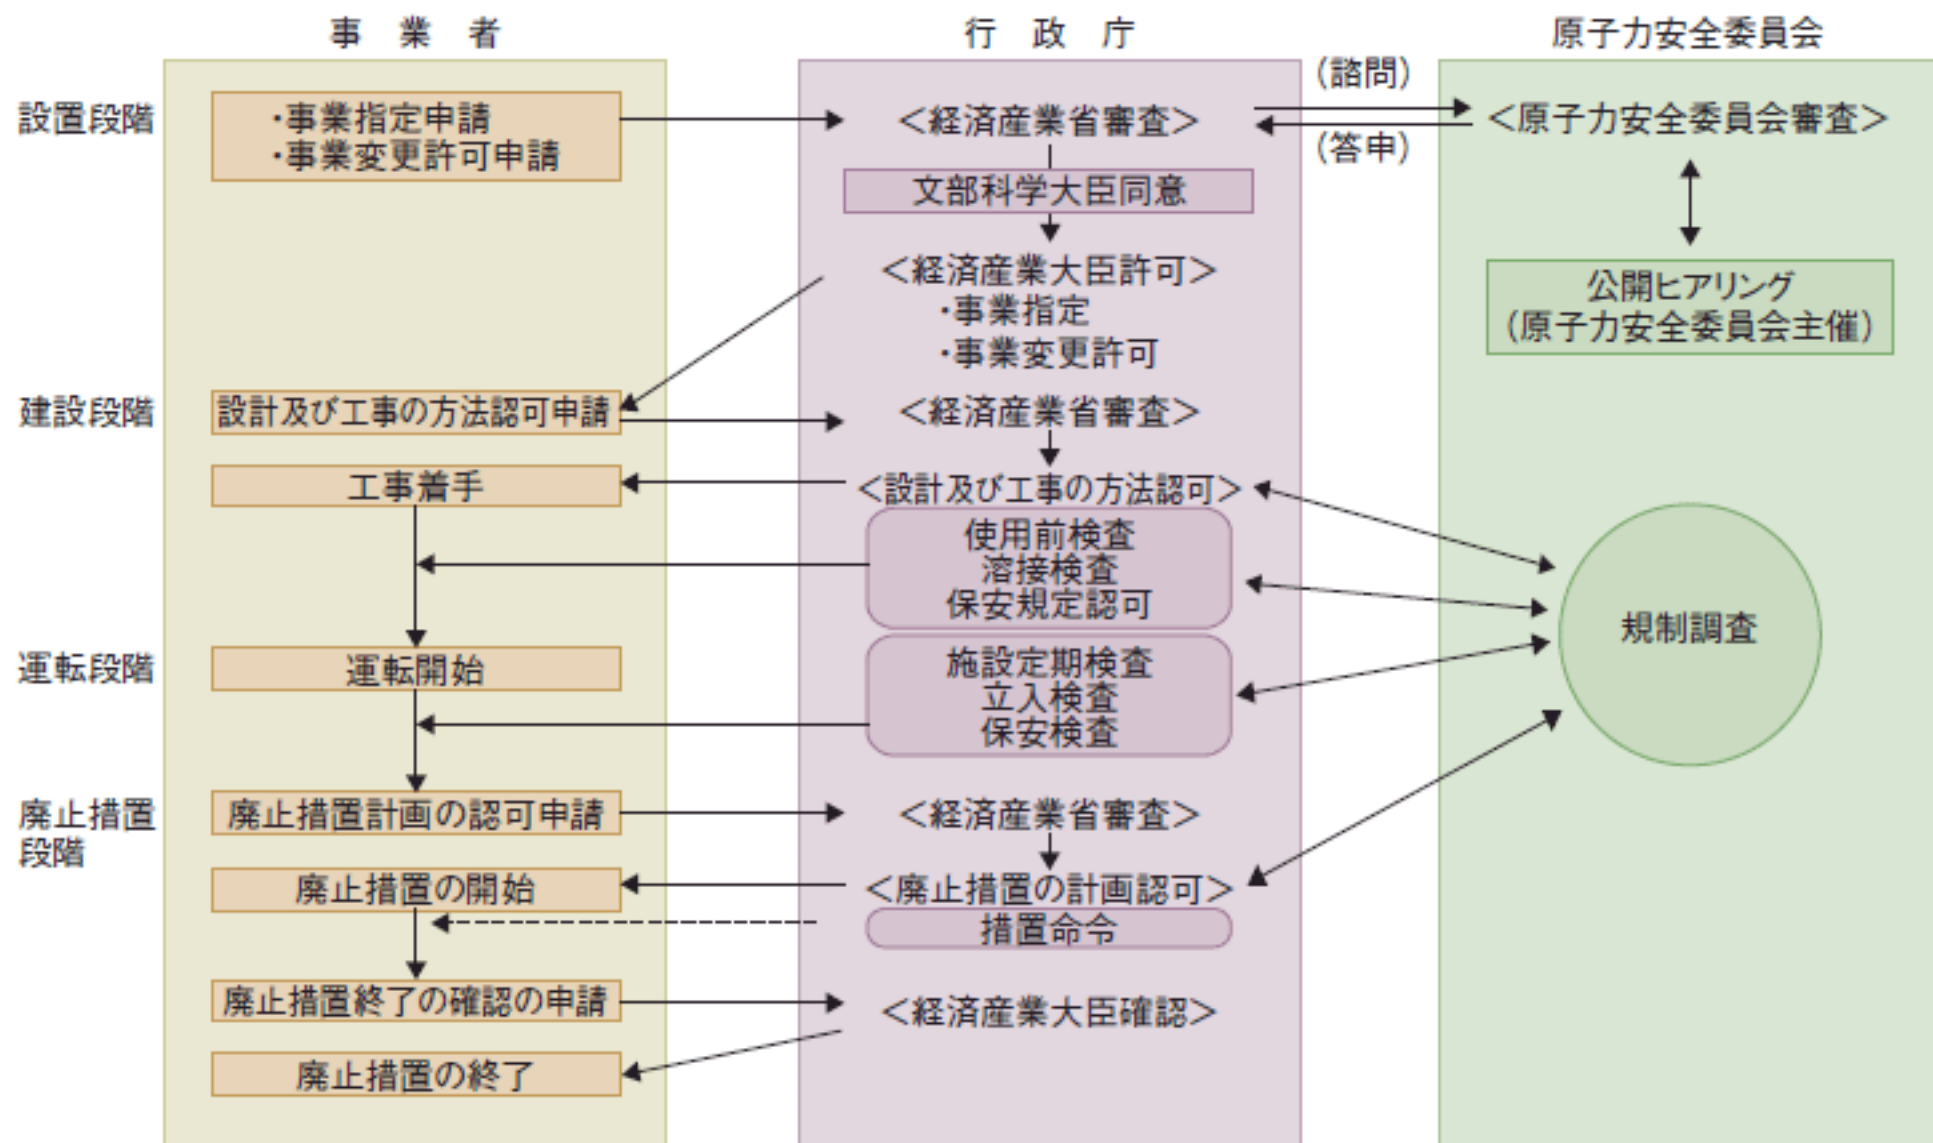 事業者
行政庁
原子力安全委員会
設置段階
・事業指定申請
・事業変更許可申請
＜経済産業省審査＞
（諮問）
（答申）
＜原子力安全委員会審査＞
文部科学大臣同意
＜経済産業大臣許可＞
・事業指定
・事業変更許可
公開ヒアリング
（原子力安全委員会主催）
建設段階
設計及び工事の方法認可申請
＜経済産業省審査＞
工事着手
＜設計及び工事の方法認可＞
使用前検査
溶接検査
保安規定認可
規制調査
運転段階
運転開始
施設定期検査
立入検査
保安検査
廃止措置
段階
廃止措置計画の認可申請
＜経済産業省審査＞
廃止措置の開始
＜廃止措置の計画認可＞
措置命令
廃止措置終了の確認の申請
＜経済産業大臣確認＞
廃止措置の終了